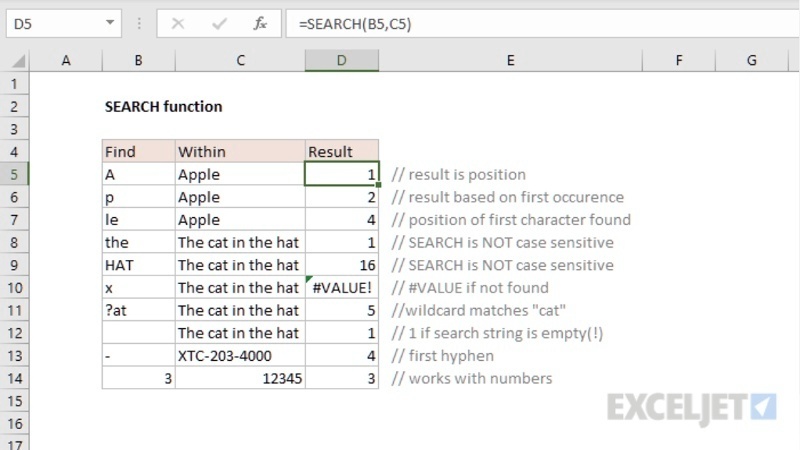 D5 fx =SEARCH(B5,C5)
A B C D E F G
1
2 SEARCH function
3
4 Find Within Result
5 A Apple 1 // result is position
6 p Apple 2 // result based on first occurence
7 le Apple 4 // position of first character found
8 the The cat in the hat 1 // SEARCH is NOT case sensitive
9 HAT The cat in the hat 16 // SEARCH is NOT case sensitive
10 x The cat in the hat #VALUE! // #VALUE if not found
11 ?at The cat in the hat 5 //wildcard matches "cat"
12 The cat in the hat 1 // 1 if search string is empty(!)
13 - XTC-203-4000 4 // first hyphen
14 3 12345 3 // works with numbers
15
16
17
EXCELJET